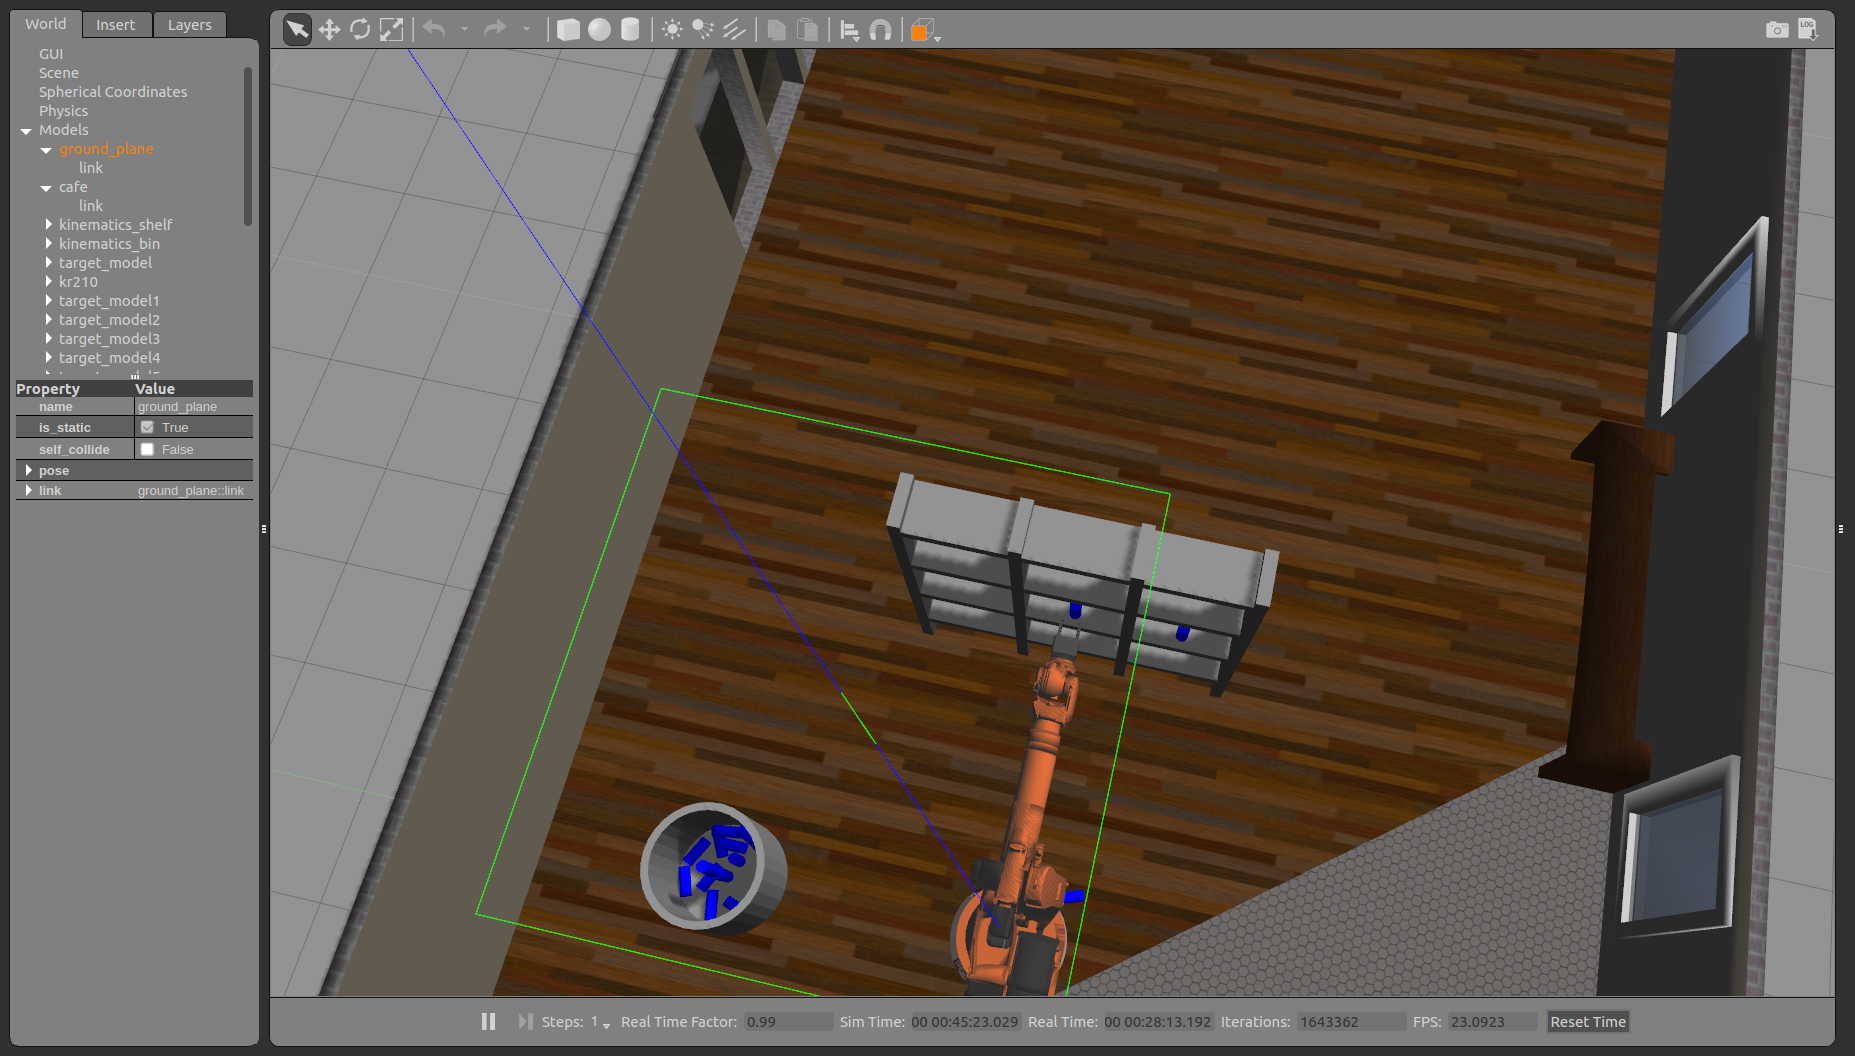 World Insert Layers
GUI
Scene
Spherical Coordinates
Physics
Models
ground_plane
link
cafe
link
kinematics_shelf
kinematics_bin
target_model
kr210
target_model1
target_model2
target_model3
target_model4
Property Value
name ground_plane
is_static True
self_collide False
pose
link ground_plane::link
LOG
Steps: 1 Real Time Factor: 0.99 Sim Time: 00 00:45:23.029 Real Time: 00 00:28:13.192 Iterations: 1643362 FPS: 23.0923 Reset Time